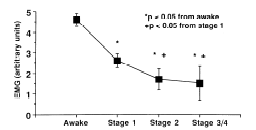 *p ≠ 0.05 from awake
+p < 0.05 from stage 1
EMG (arbitrary units)
5
4
3
2
1
0
*
* +
* +
Awake Stage 1 Stage 2 Stage 3/4